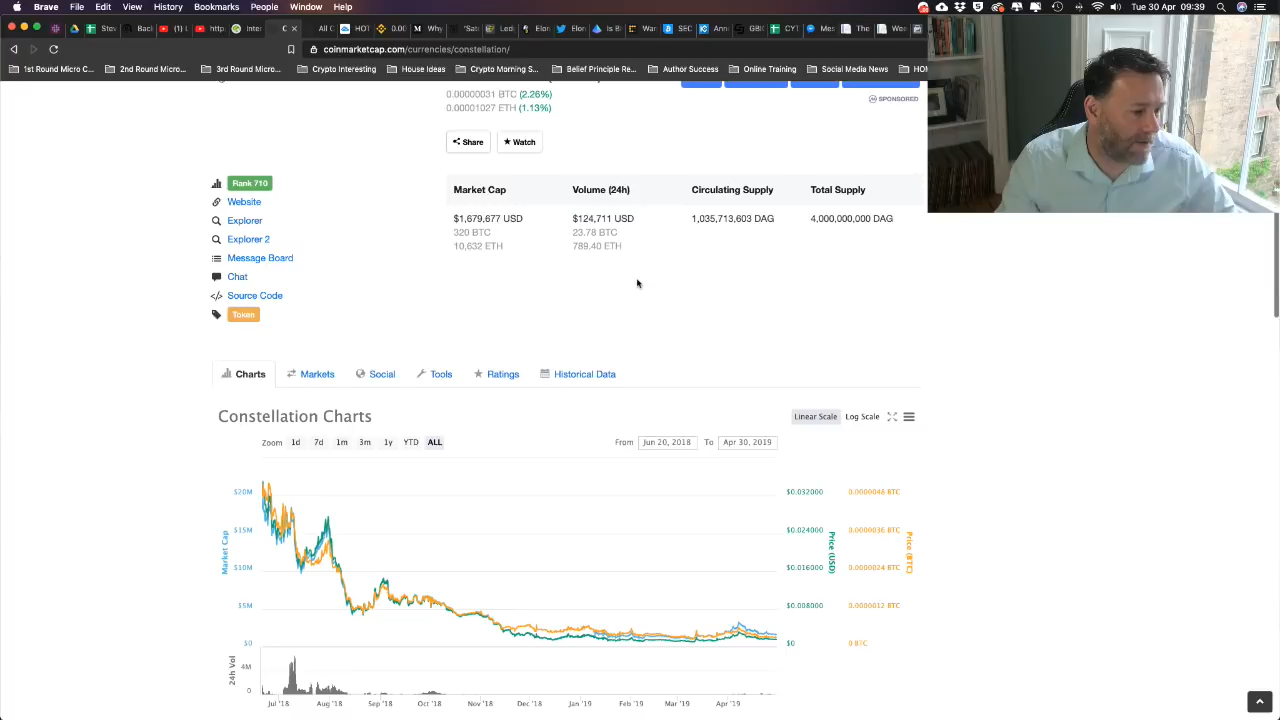 Brave File Edit View History
Bookmarks Window Help
Tue 30 Apr 09:39
coinmarketcap.com/currencies/constellation/
1st Round Micro C... 2nd Round Micro... 3rd Round Micro... Crypto Interesting House Ideas Crypto Morning S... Belief Principle Re... Author Success Online Training Social Media News
0.00000031 BTC (2.26%)
0.00001027 ETH (1.13%)
SPONSORED
Share Watch
Rank 710
Website
Explorer
Explorer 2
Message Board
Chat
Source Code
Token
Market Cap Volume (24h) Circulating Supply Total Supply
$1,679,677 USD $124,711 USD 1,035,713,603 DAG 4,000,000,000 DAG
320 BTC 23.78 BTC
10,632 ETH 789.40 ETH
Charts Markets Social Tools Ratings Historical Data
Constellation Charts
Linear Scale Log Scale
Zoom 1d 7d 1m 3m 1y YTD ALL From Jun 20, 2018 To Apr 30, 2019
$20M $0.032000 0.0000048 BTC
$15M $0.024000 0.0000036 BTC
$10M $0.016000 0.0000024 BTC
$5M $0.008000 0.0000012 BTC
$0 $0 0 BTC
Market Cap
Price (USD)
Price (BTC)
24h Vol
4M
0
Jul '18 Aug '18 Sep '18 Oct '18 Nov '18 Dec '18 Jan '19 Feb '19 Mar '19 Apr '19